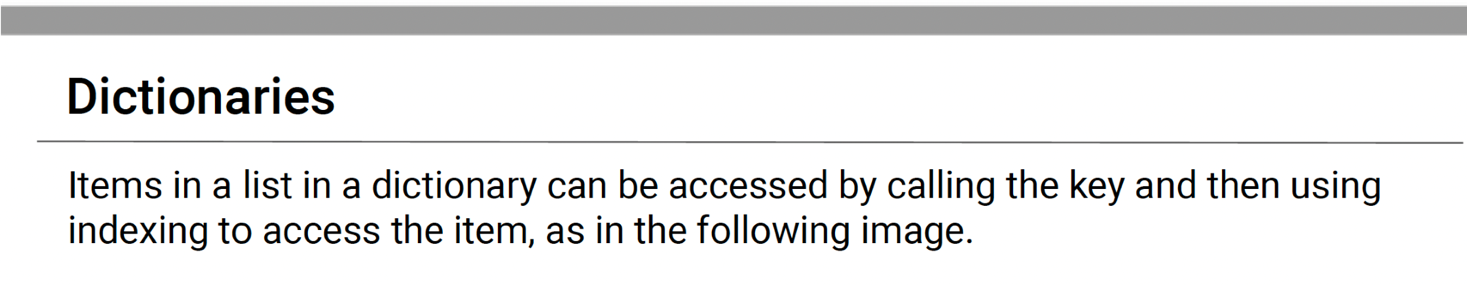 Dictionaries
Items in a list in a dictionary can be accessed by calling the key and then using
indexing to access the item, as in the following image.